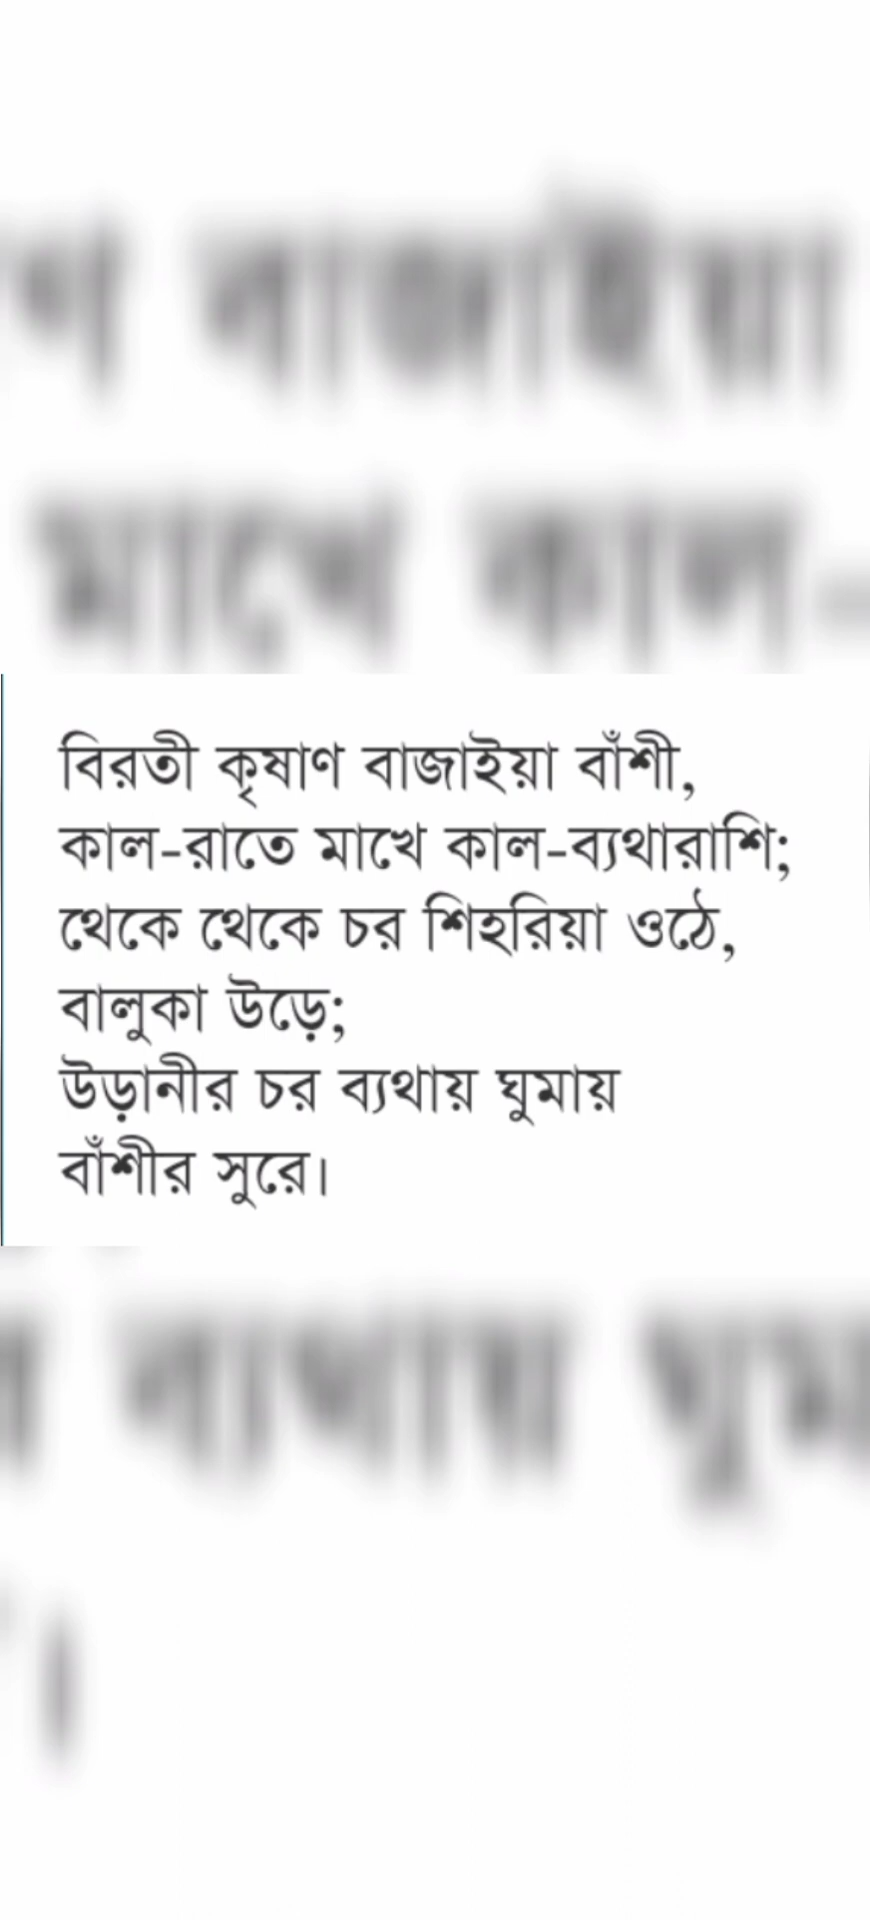 বিরতী কৃষাণ বাজাইয়া বাঁশী,
কাল-রাতে মাখে কাল-ব্যথারাশি;
থেকে থেকে চর শিহরিয়া ওঠে,
বালুকা উড়ে;
উড়ানীর চর ব্যথায় ঘুমায়
বাঁশীর সুরে।